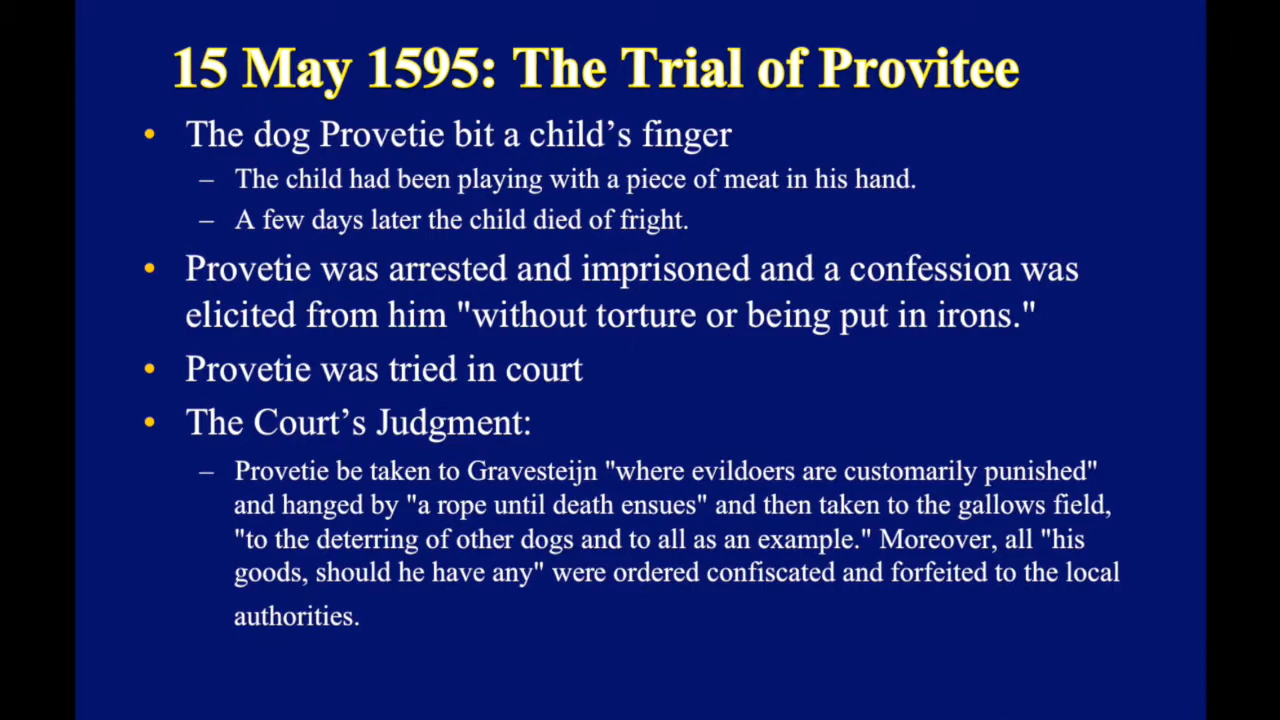 15 May 1595: The Trial of Provitee
• The dog Provetie bit a child’s finger
– The child had been playing with a piece of meat in his hand.
– A few days later the child died of fright.
• Provetie was arrested and imprisoned and a confession was
elicited from him "without torture or being put in irons."
• Provetie was tried in court
• The Court’s Judgment:
– Provetie be taken to Gravesteijn "where evildoers are customarily punished"
and hanged by "a rope until death ensues" and then taken to the gallows field,
"to the deterring of other dogs and to all as an example." Moreover, all "his
goods, should he have any" were ordered confiscated and forfeited to the local
authorities.